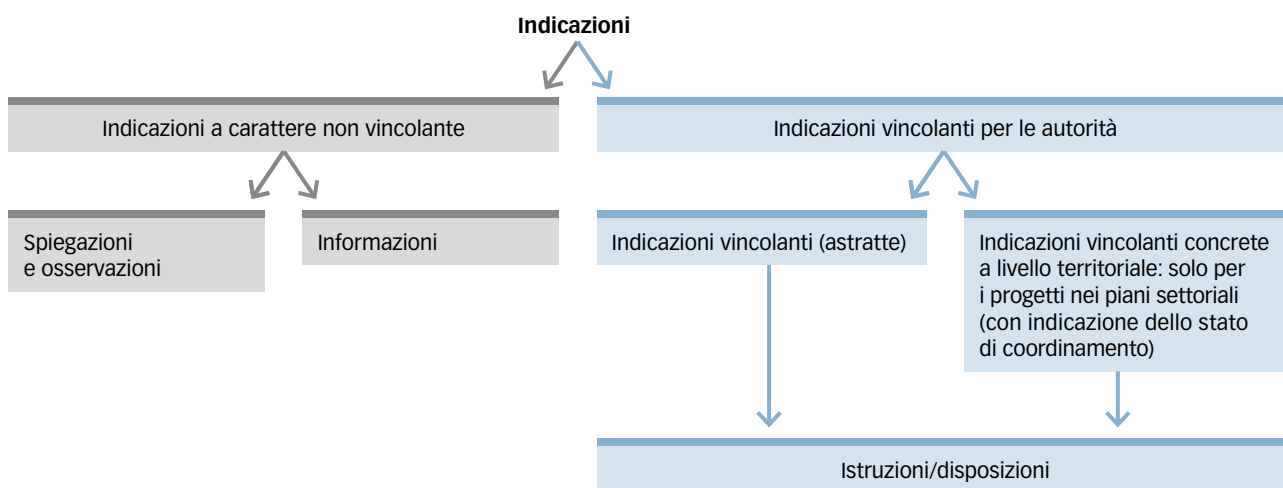 Indicazioni
Indicazioni a carattere non vincolante
Indicazioni vincolanti per le autorità
Spiegazioni
e osservazioni
Informazioni
Indicazioni vincolanti (astratte)
Indicazioni vincolanti concrete
a livello territoriale: solo per
i progetti nei piani settoriali
(con indicazione dello stato
di coordinamento)
Istruzioni/disposizioni